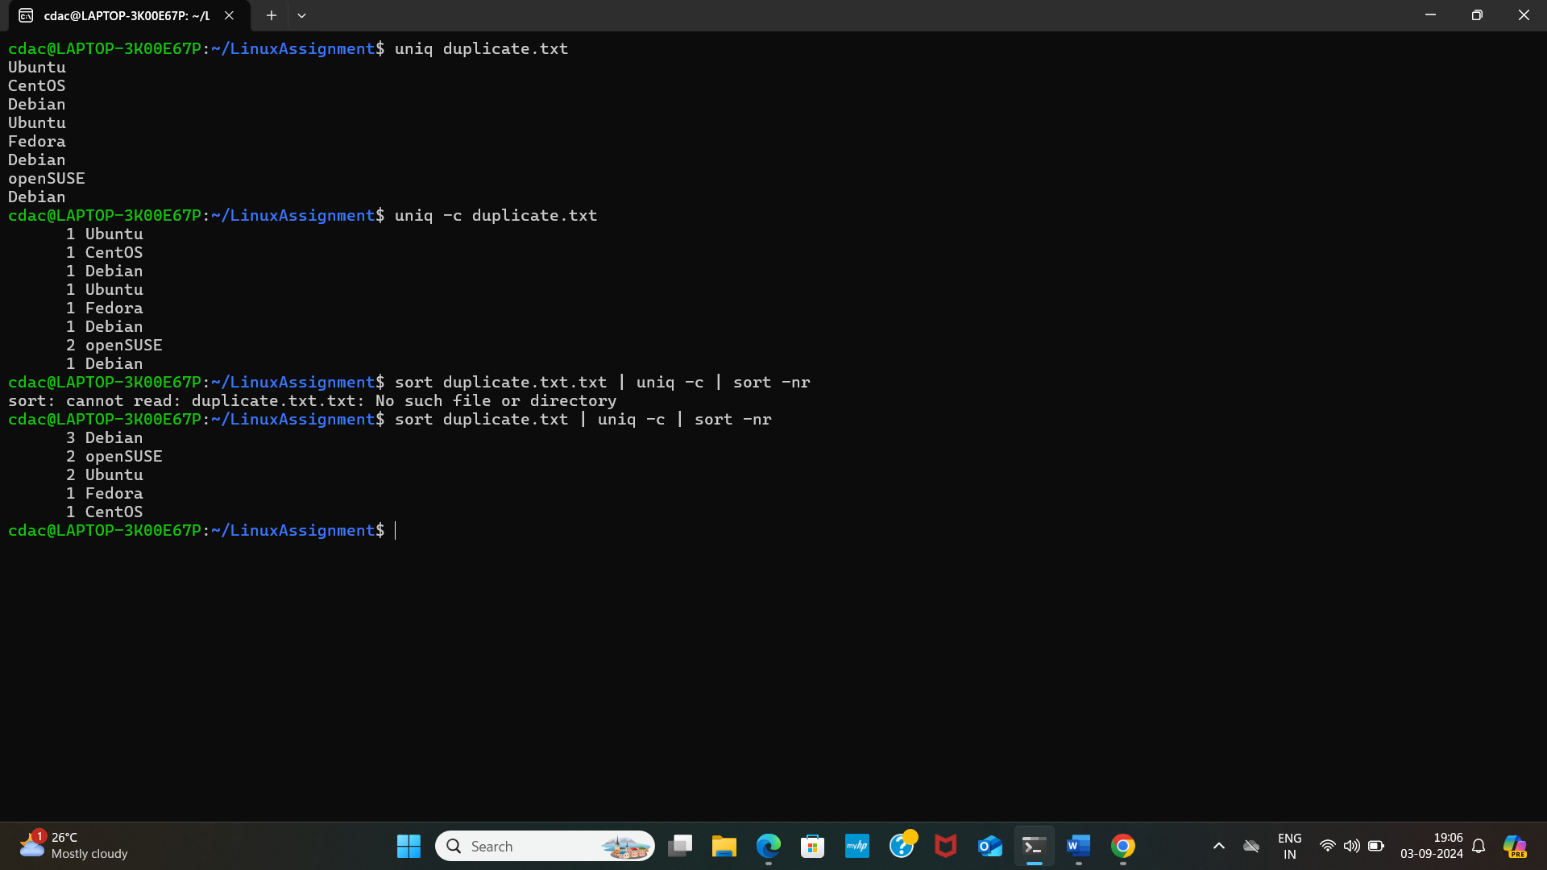 cdac@LAPTOP-3K00E67P: ~/L
cdac@LAPTOP-3K00E67P:~/LinuxAssignment$ uniq duplicate.txt
Ubuntu
CentOS
Debian
Ubuntu
Fedora
Debian
openSUSE
Debian
cdac@LAPTOP-3K00E67P:~/LinuxAssignment$ uniq -c duplicate.txt
      1 Ubuntu
      1 CentOS
      1 Debian
      1 Ubuntu
      1 Fedora
      1 Debian
      2 openSUSE
      1 Debian
cdac@LAPTOP-3K00E67P:~/LinuxAssignment$ sort duplicate.txt.txt | uniq -c | sort -nr
sort: cannot read: duplicate.txt.txt: No such file or directory
cdac@LAPTOP-3K00E67P:~/LinuxAssignment$ sort duplicate.txt | uniq -c | sort -nr
      3 Debian
      2 openSUSE
      2 Ubuntu
      1 Fedora
      1 CentOS
cdac@LAPTOP-3K00E67P:~/LinuxAssignment$
1
26°C
Mostly cloudy
Search
myhp
ENG
IN
19:06
03-09-2024
PRE